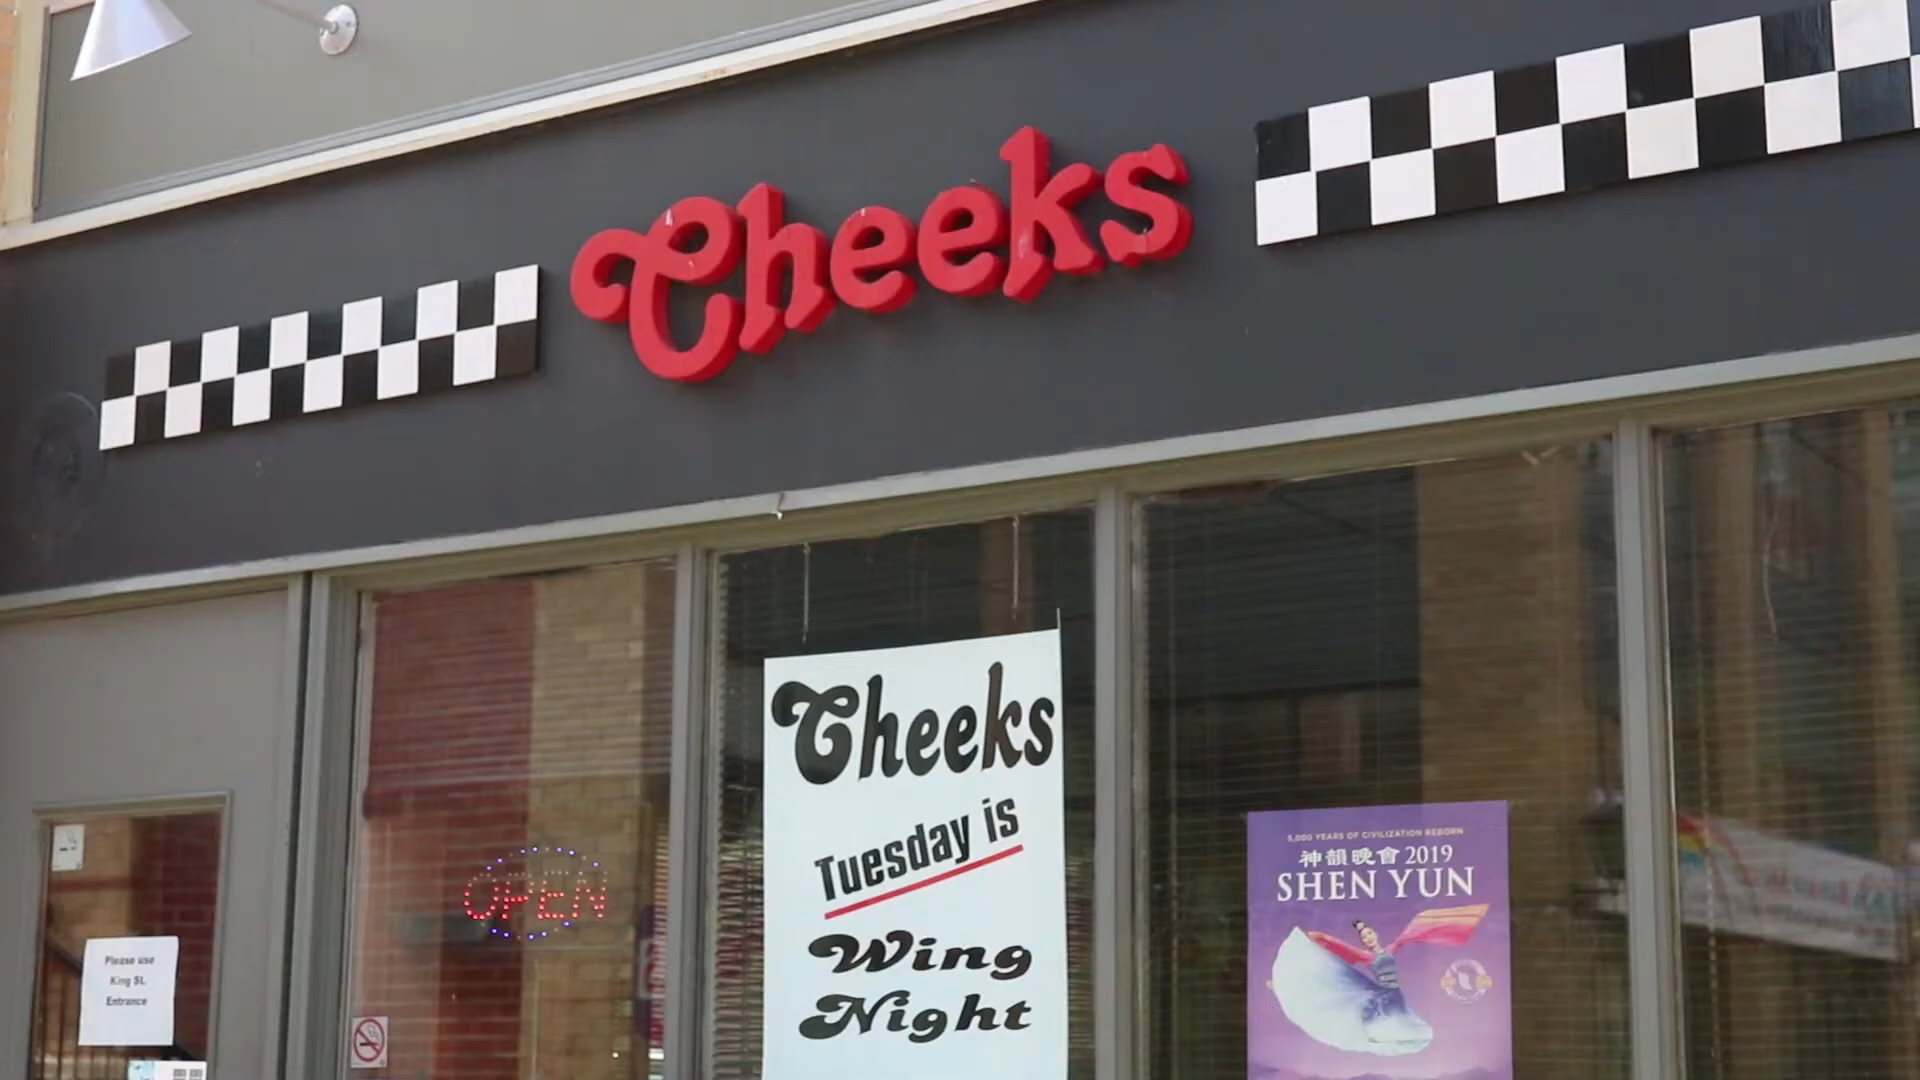 Cheeks
Cheeks
Tuesday is
Wing
Night
OPEN
Please use
King St.
Entrance
5,000 YEARS OF CIVILIZATION REBORN
神韻晚會 2019
SHEN YUN